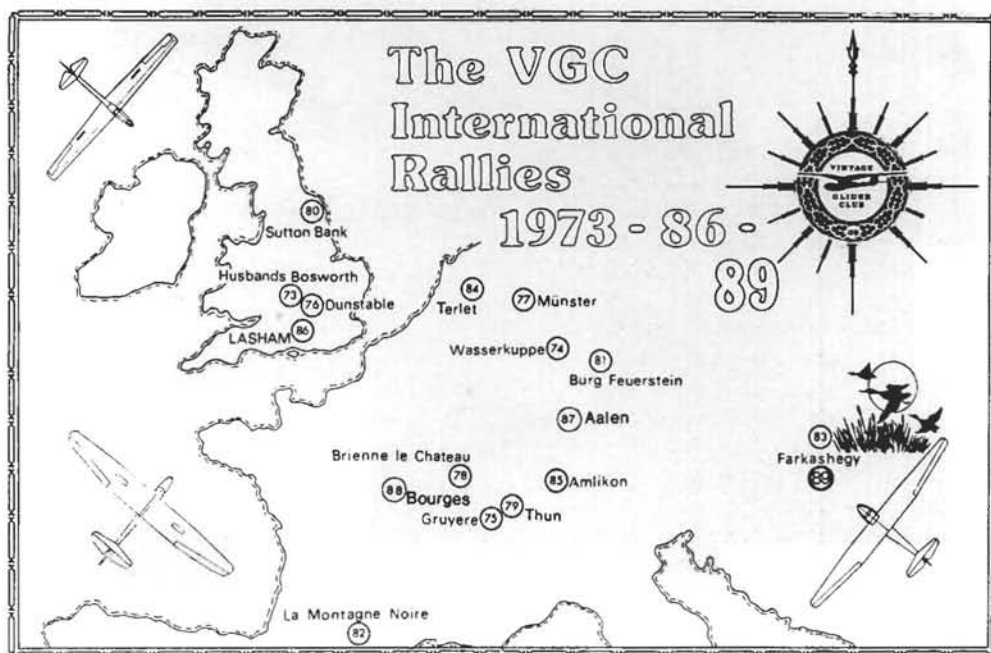 The VGC
International
Rallies
1973 - 86 -
89
VINTAGE
GLIDER
CLUB
80
Sutton Bank
Husbands Bosworth
73
76 Dunstable
LASHAM 86
84
Terlet
77 Münster
Wasserkuppe 74
81
Burg Feuerstein
87 Aalen
83
Farkashegy
89
Brienne le Chateau
78
88 Bourges
85 Amlikon
79 Thun
Gruyere 75
La Montagne Noire
82